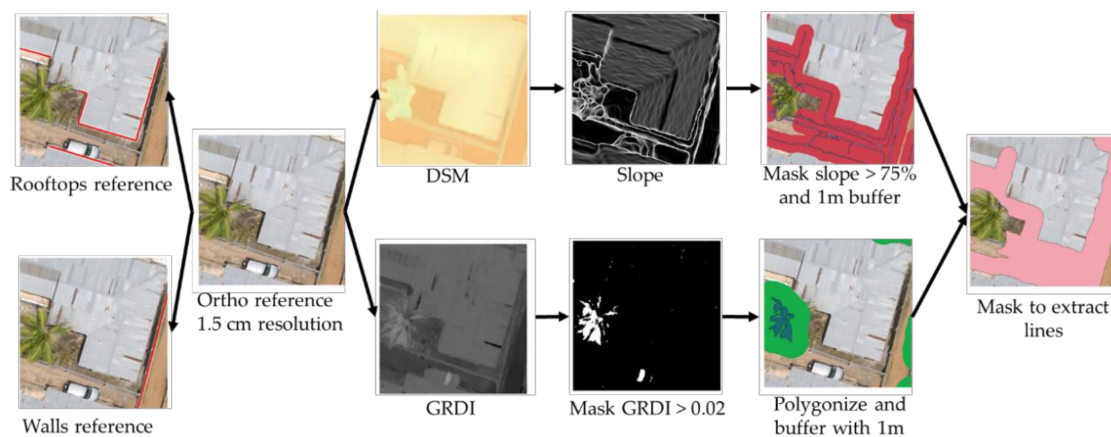 Rooftops reference
Walls reference
Ortho reference
1.5 cm resolution
DSM
Slope
Mask slope > 75%
and 1m buffer
GRDI
Mask GRDI > 0.02
Polygonize and
buffer with 1m
Mask to extract
lines